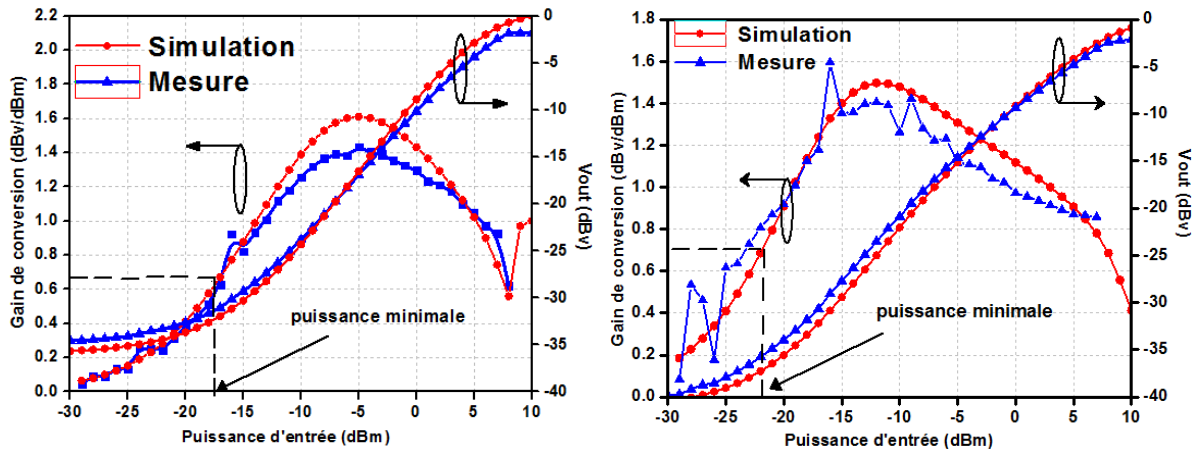 2.2
2.0
1.8
1.6
1.4
1.2
1.0
0.8
0.6
0.4
0.2
0.0
Gain de conversion (dBv/dBm)
Simulation
Mesure
puissance minimale
0
-5
-10
-15
-20
-25
-30
-35
-40
Vout (dBv)
-30 -25 -20 -15 -10 -5 0 5 10
Puissance d'entrée (dBm)
1.8
1.6
1.4
1.2
1.0
0.8
0.6
0.4
0.2
0.0
Gain de conversion (dBv/dBm)
Simulation
Mesure
puissance minimale
0
-5
-10
-15
-20
-25
-30
-35
-40
Vout (dBv)
-30 -25 -20 -15 -10 -5 0 5 10
Puissance d'entrée (dBm)